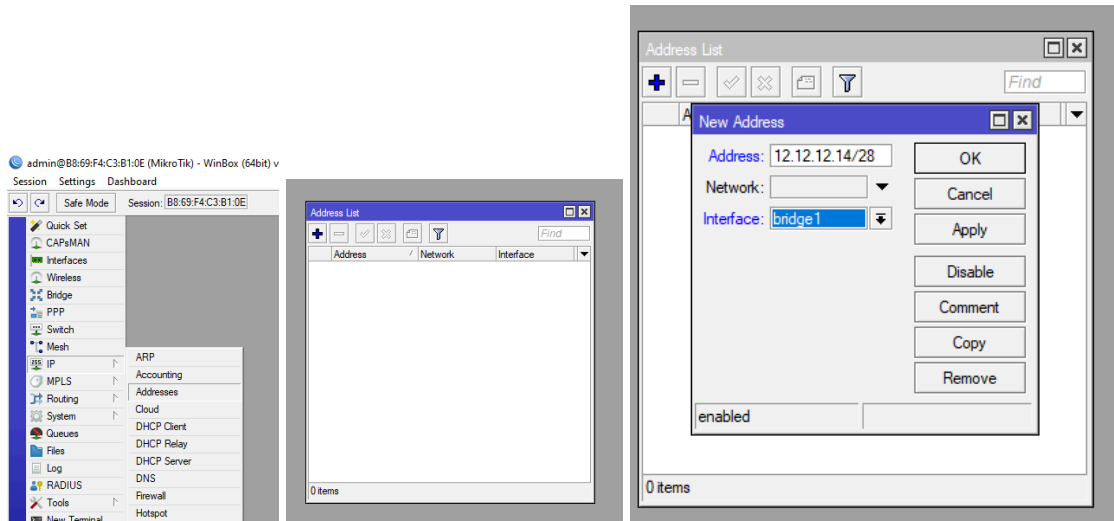 admin@B8:69:F4:C3:B1:0E (MikroTik) - WinBox (64bit) v
Session Settings Dashboard
Safe Mode Session: B8:69:F4:C3:B1:0E
Quick Set
CAPsMAN
Interfaces
Wireless
Bridge
PPP
Switch
Mesh
IP
MPLS
Routing
System
Queues
Files
Log
RADIUS
Tools
New Terminal
ARP
Accounting
Addresses
Cloud
DHCP Client
DHCP Relay
DHCP Server
DNS
Firewall
Hotspot
Address List
Find
Address / Network Interface
0 items
Address List
Find
A
New Address
Address: 12.12.12.14/28
Network:
Interface: bridge1
OK
Cancel
Apply
Disable
Comment
Copy
Remove
enabled
0 items